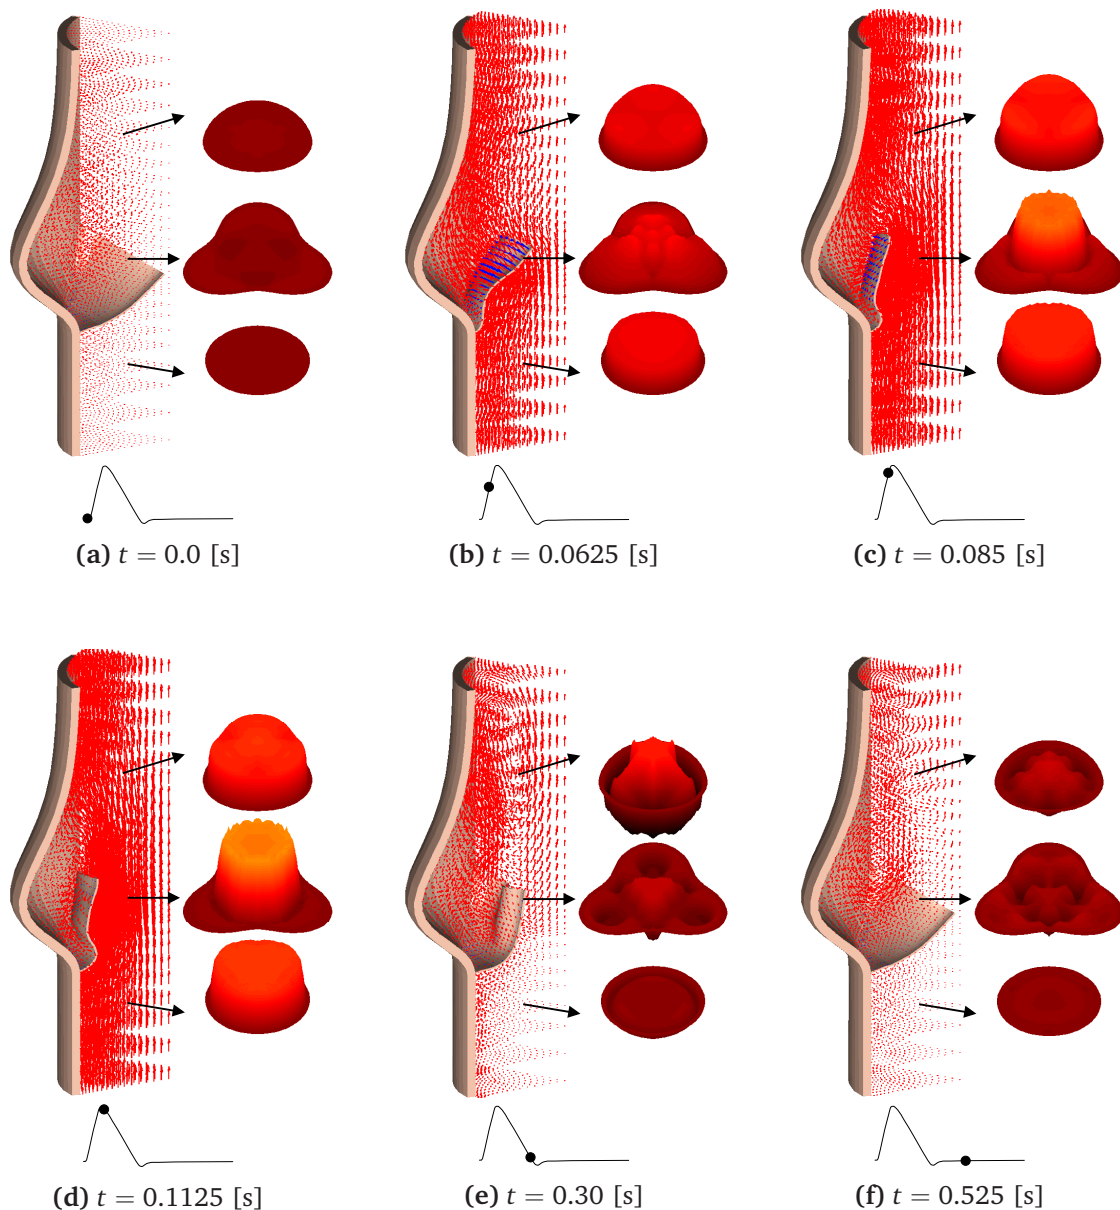 (a) t = 0.0 [s]
(b) t = 0.0625 [s]
(c) t = 0.085 [s]
(d) t = 0.1125 [s]
(e) t = 0.30 [s]
(f) t = 0.525 [s]